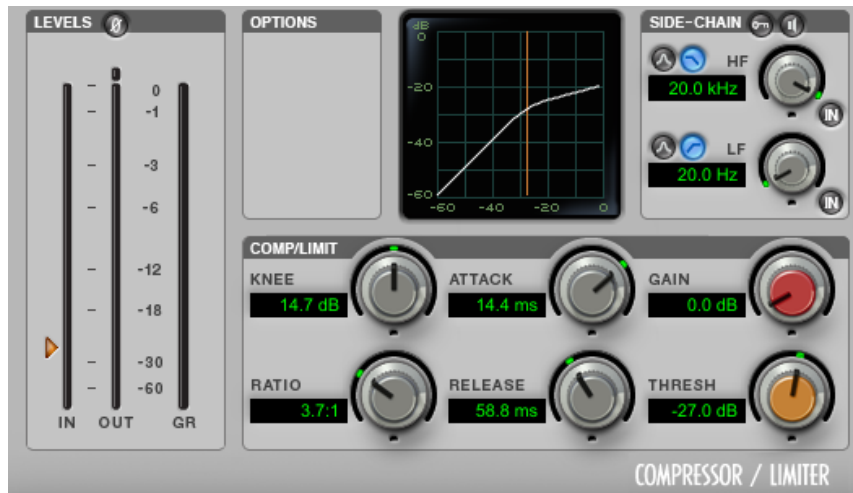 LEVELS
0
-1
-3
-6
-12
-18
-30
-60
IN OUT GR
OPTIONS
dB
0
-20
-40
-60
-60 -40 -20 0
SIDE-CHAIN
HF
20.0 kHz
IN
LF
20.0 Hz
IN
COMP/LIMIT
KNEE
14.7 dB
ATTACK
14.4 ms
GAIN
0.0 dB
RATIO
3.7:1
RELEASE
58.8 ms
THRESH
-27.0 dB
COMPRESSOR / LIMITER